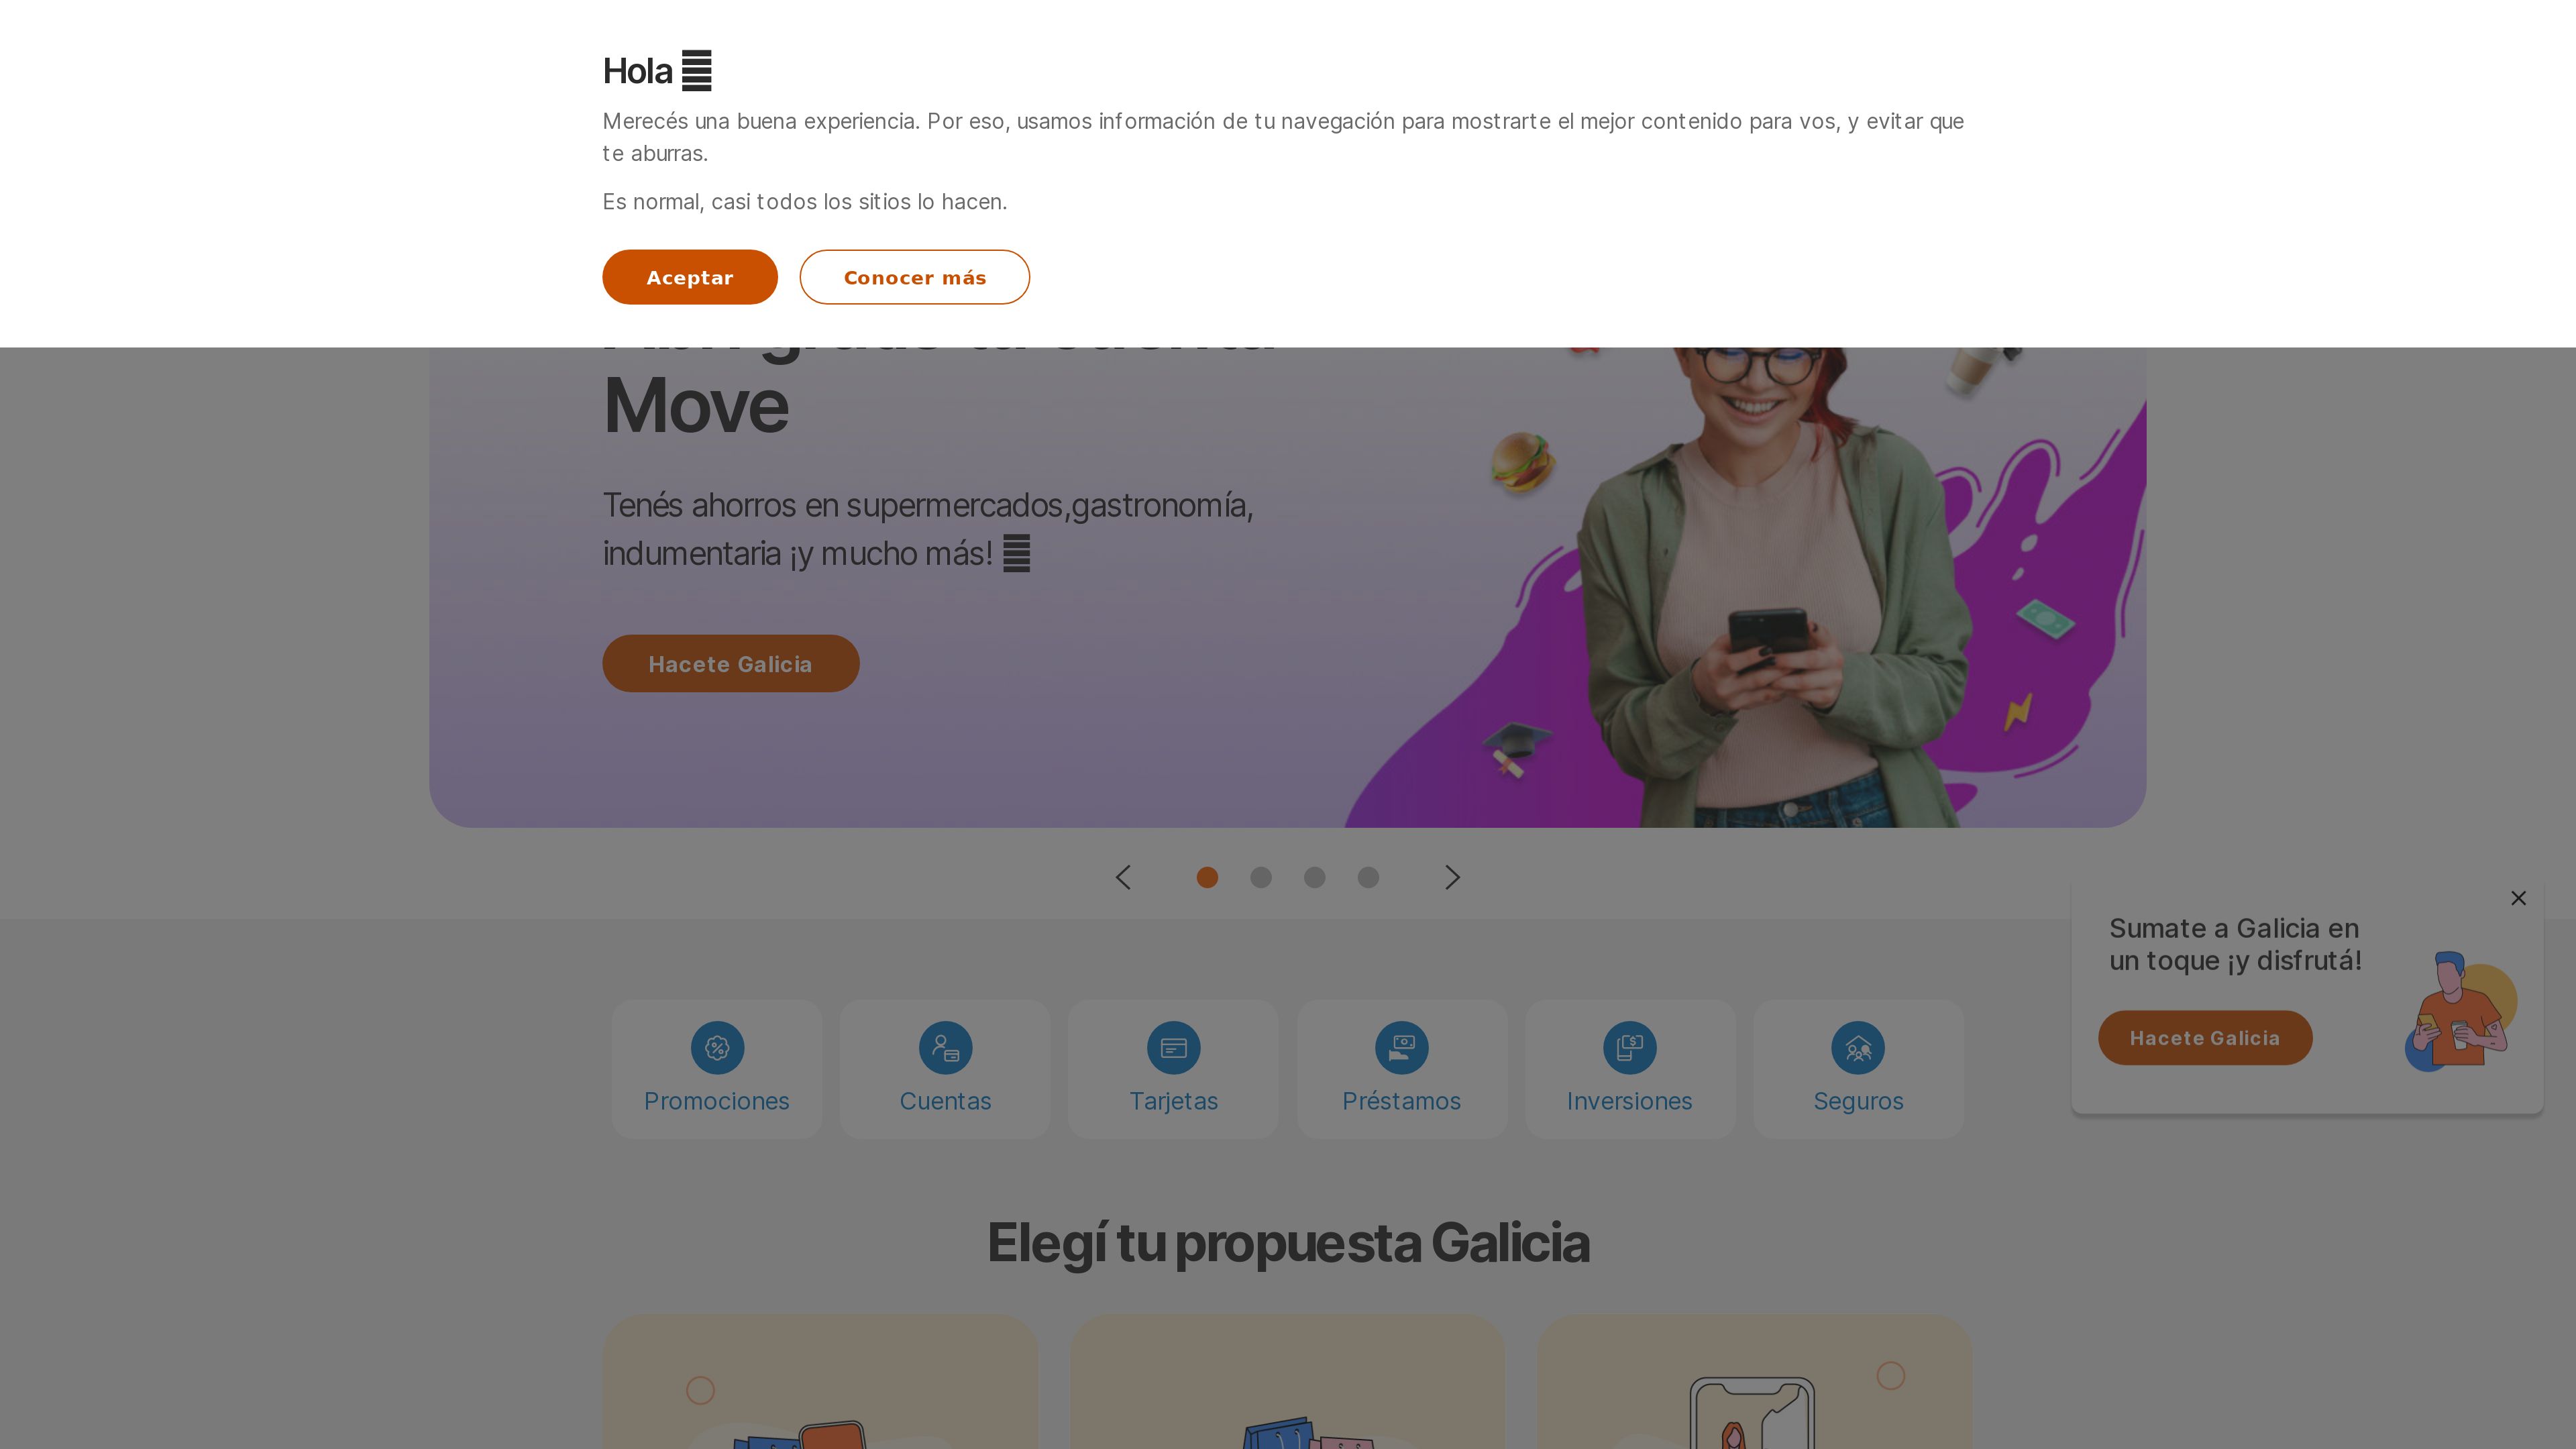 Hola
Merecés una buena experiencia. Por eso, usamos información de tu navegación para mostrarte el mejor contenido para vos, y evitar que
te aburras.
Es normal, casi todos los sitios lo hacen.
Aceptar
Conocer más
Move
Tenés ahorros en supermercados,gastronomía,
indumentaria ¡y mucho más!
Hacete Galicia
Sumate a Galicia en
un toque ¡y disfrutá!
Hacete Galicia
Promociones
Cuentas
Tarjetas
Préstamos
Inversiones
Seguros
Elegí tu propuesta Galicia